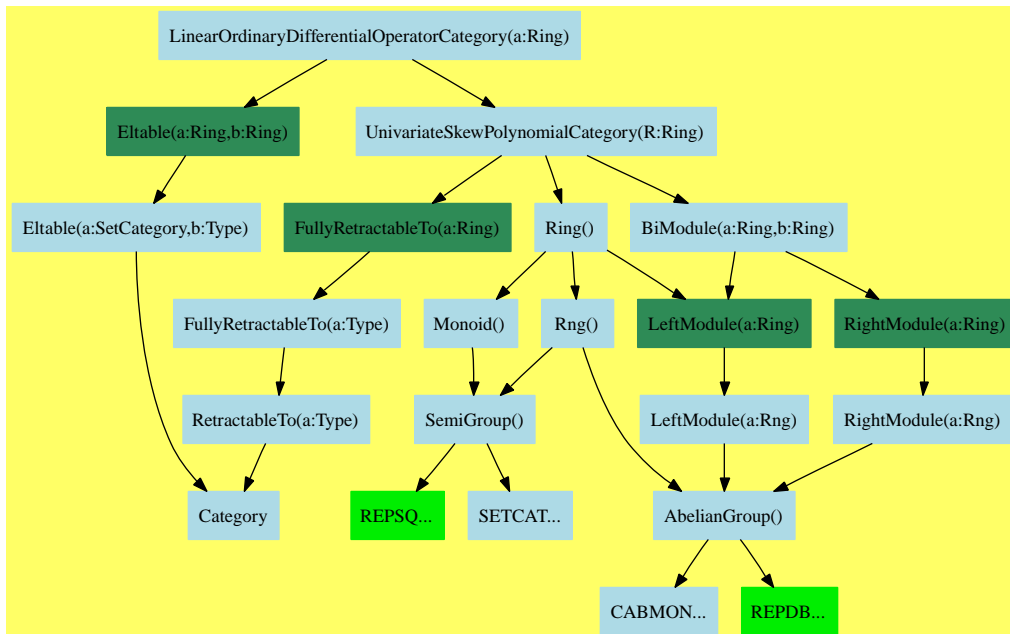 LinearOrdinaryDifferentialOperatorCategory(a:Ring)
Eltable(a:Ring,b:Ring)
UnivariateSkewPolynomialCategory(R:Ring)
Eltable(a:SetCategory,b:Type)
FullyRetractableTo(a:Ring)
Ring()
BiModule(a:Ring,b:Ring)
FullyRetractableTo(a:Type)
Monoid()
Rng()
LeftModule(a:Ring)
RightModule(a:Ring)
RetractableTo(a:Type)
SemiGroup()
LeftModule(a:Rng)
RightModule(a:Rng)
Category
REPSQ...
SETCAT...
AbelianGroup()
CABMON...
REPDB...